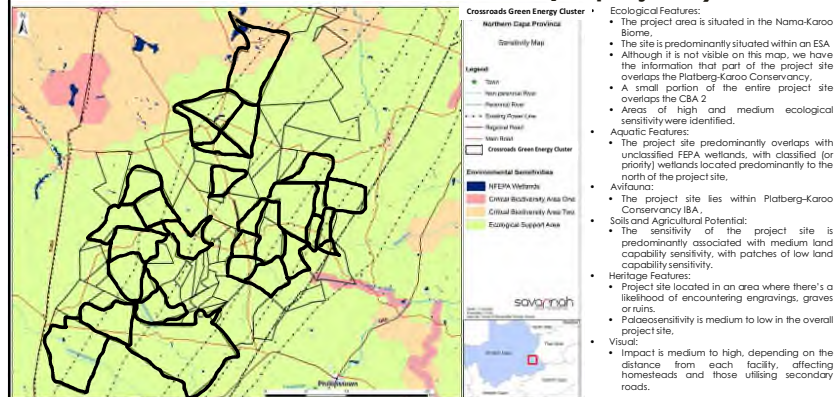 Crossroads Green Energy Cluster
Northern Cape Province
Sensitivity Map
Legend
Town
Non perennial River
Perennial River
Existing Power Line
Regional Road
Main Road
Crossroads Green Energy Cluster
Environmental Sensitivities
NFEPA Wetlands
Critical Biodiversity Area One
Critical Biodiversity Area Two
Ecological Support Area
savannah
Philipstown
• Ecological Features:
• The project area is situated in the Nama-Karoo
Biome,
• The site is predominantly situated within an ESA
• Although it is not visible on this map, we have
the information that part of the project site
overlaps the Platberg-Karoo Conservancy,
• A small portion of the entire project site
overlaps the CBA 2
• Areas of high and medium ecological
sensitivity were identified.
• Aquatic Features:
• The project site predominantly overlaps with
unclassified FEPA wetlands, with classified (or
priority) wetlands located predominantly to the
north of the project site,
• Avifauna:
• The project site lies within Platberg–Karoo
Conservancy IBA,
• Soils and Agricultural Potential:
• The sensitivity of the project site is
predominantly associated with medium land
capability sensitivity, with patches of low land
capability sensitivity.
• Heritage Features:
• Project site located in an area where there's a
likelihood of encountering engravings, graves
or ruins.
• Palaeosensitivity is medium to low in the overall
project site,
• Visual:
• Impact is medium to high, depending on the
distance from each facility, affecting
homesteads and those utilising secondary
roads.